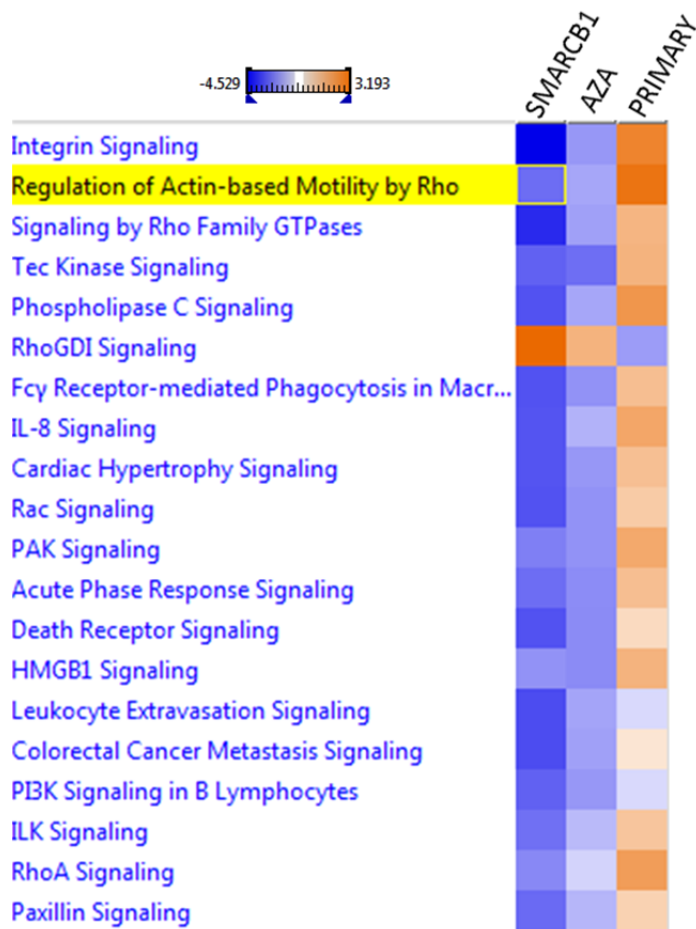 SMARCB1 AZA PRIMARY
-4.529 3.193
Integrin Signaling
Regulation of Actin-based Motility by Rho
Signaling by Rho Family GTPases
Tec Kinase Signaling
Phospholipase C Signaling
RhoGDI Signaling
Fcγ Receptor-mediated Phagocytosis in Macr...
IL-8 Signaling
Cardiac Hypertrophy Signaling
Rac Signaling
PAK Signaling
Acute Phase Response Signaling
Death Receptor Signaling
HMGB1 Signaling
Leukocyte Extravasation Signaling
Colorectal Cancer Metastasis Signaling
PI3K Signaling in B Lymphocytes
ILK Signaling
RhoA Signaling
Paxillin Signaling